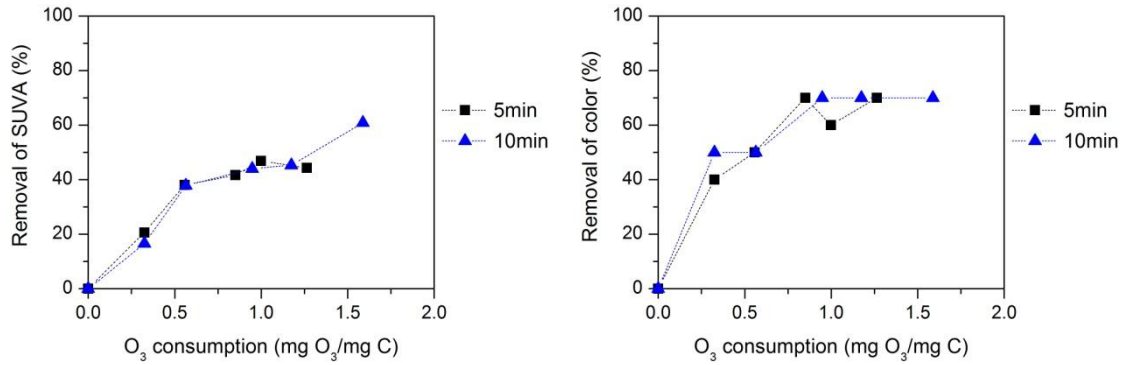 Removal of SUVA (%)
100
80
60
40
20
0
0.0 0.5 1.0 1.5 2.0
O₃ consumption (mg O₃/mg C)
5min
10min
Removal of color (%)
100
80
60
40
20
0
0.0 0.5 1.0 1.5 2.0
O₃ consumption (mg O₃/mg C)
5min
10min